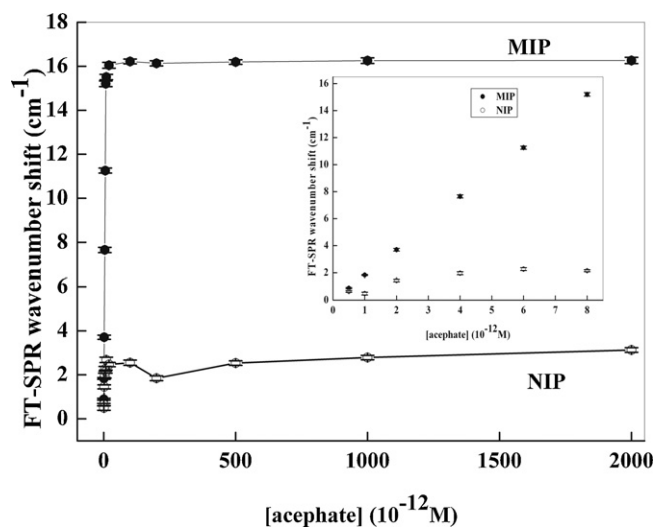 FT-SPR wavenumber shift (cm⁻¹)
18
16
14
12
10
8
6
4
2
0
MIP
NIP
FT-SPR wavenumber shift (cm⁻¹)
16
14
12
10
8
6
4
2
0
MIP
NIP
0 1 2 3 4 5 6 7 8
[acephate] (10⁻¹²M)
0 500 1000 1500 2000
[acephate] (10⁻¹²M)